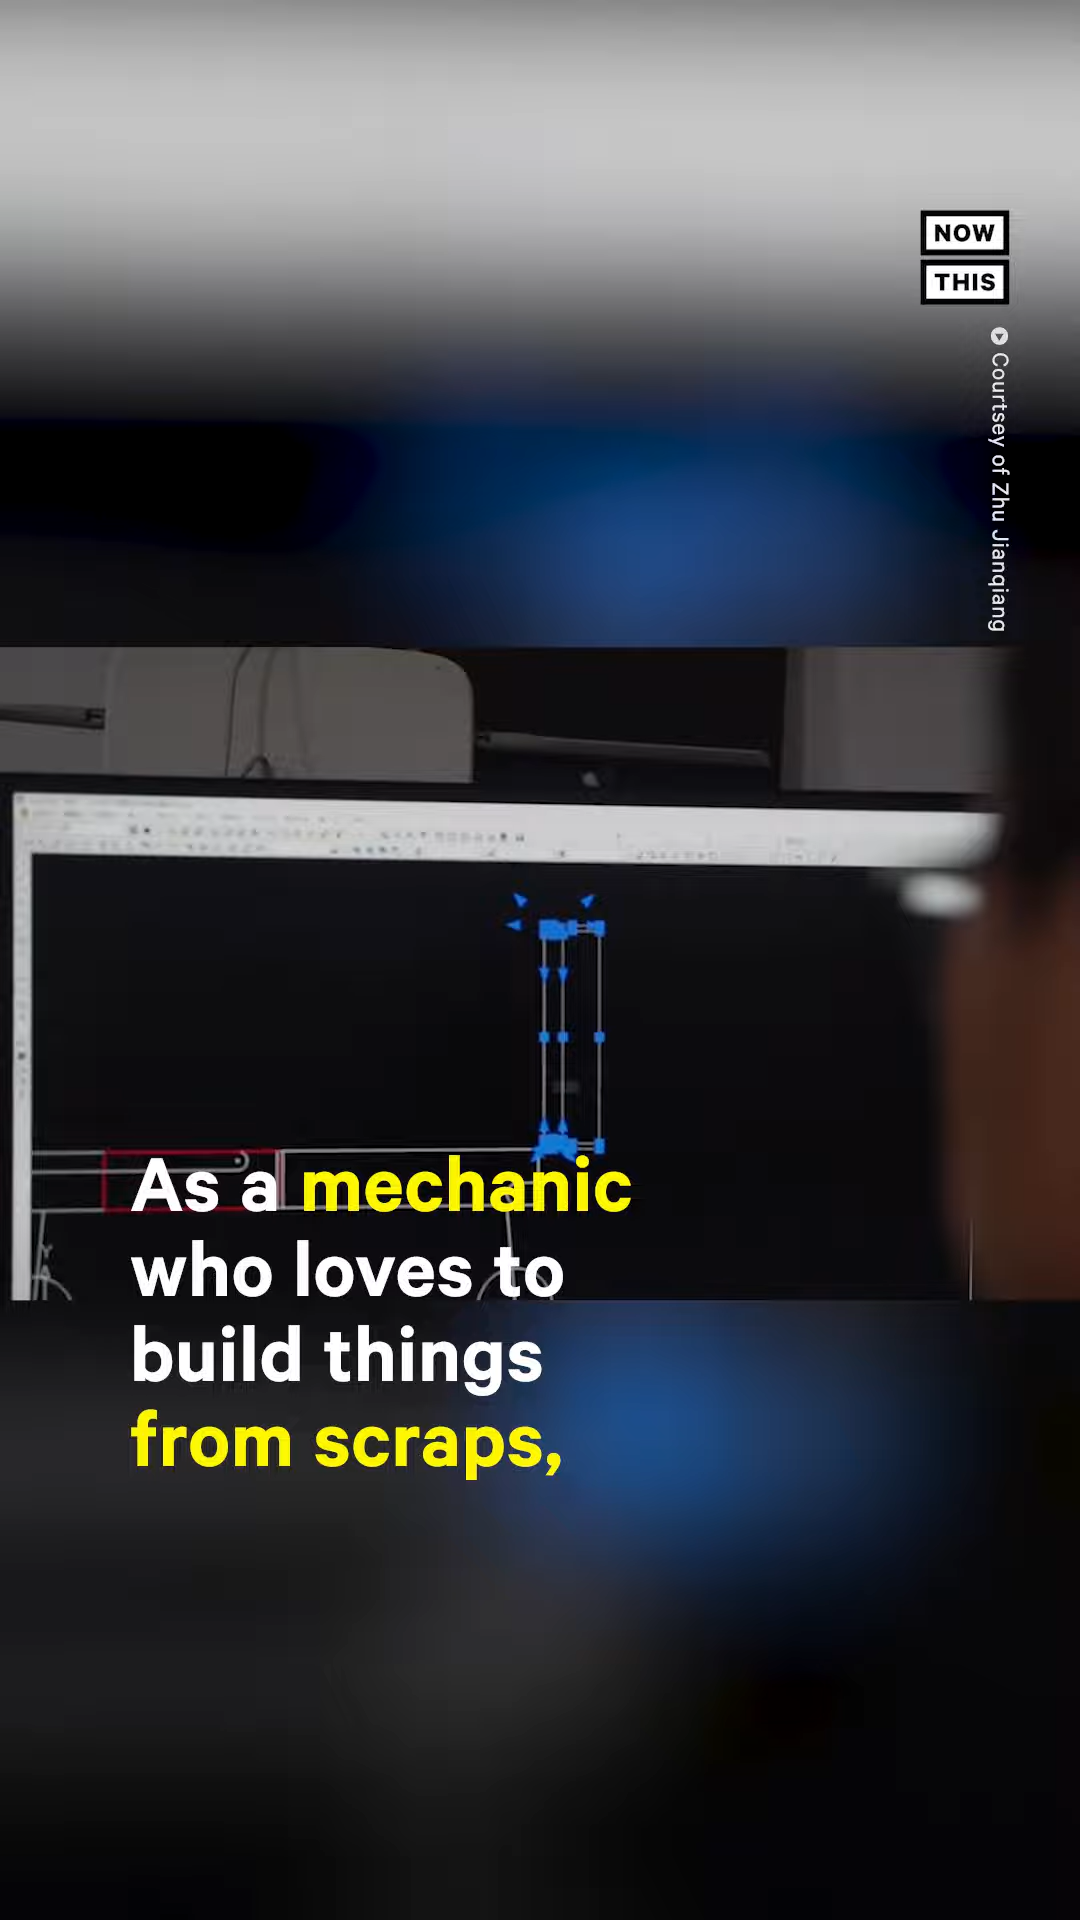 NOW
THIS
Courtsey of Zhu Jianqiang
As a mechanic
who loves to
build things
from scraps,